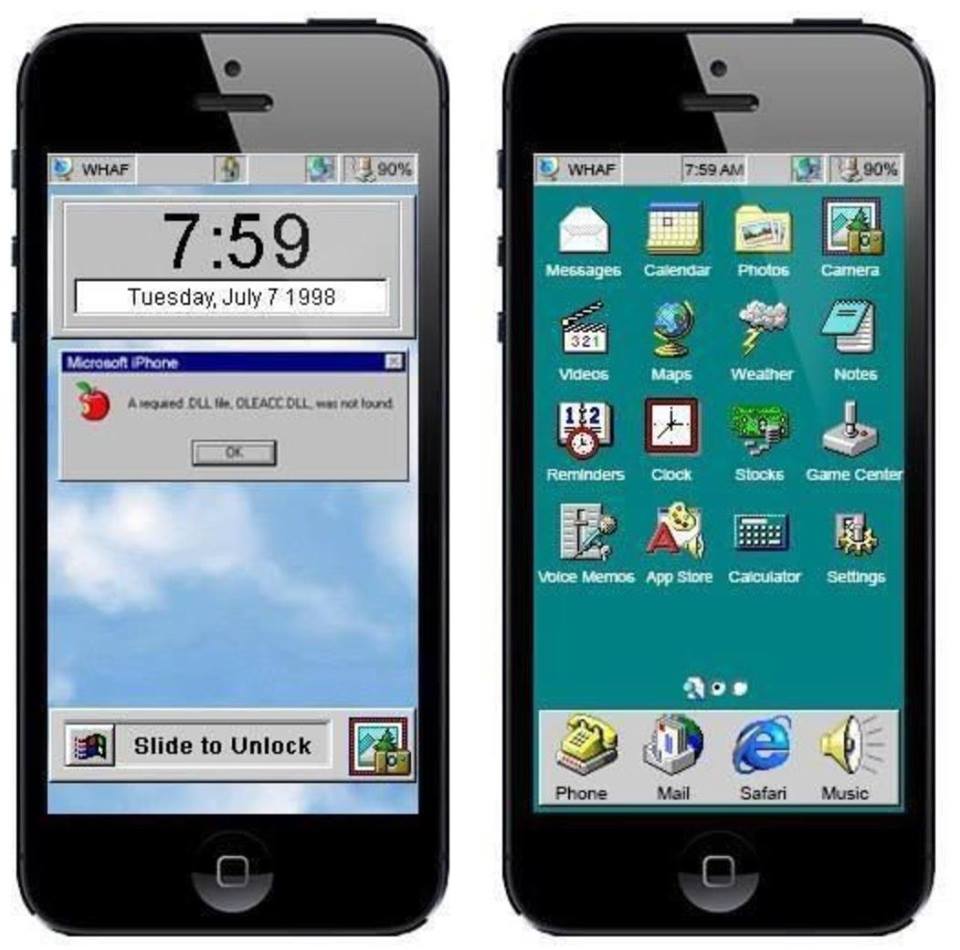 WHAF
90%
7:59
Tuesday, July 7 1998
Microsoft iPhone
A required .DLL file, OLEACC.DLL, was not found.
OK
Slide to Unlock
WHAF 7:59 AM 90%
Messages Calendar Photos Camera
321
Videos Maps Weather Notes
1 2
Reminders Clock Stocks Game Center
A
Voice Memos App Store Calculator Settings
Phone Mail Safari Music